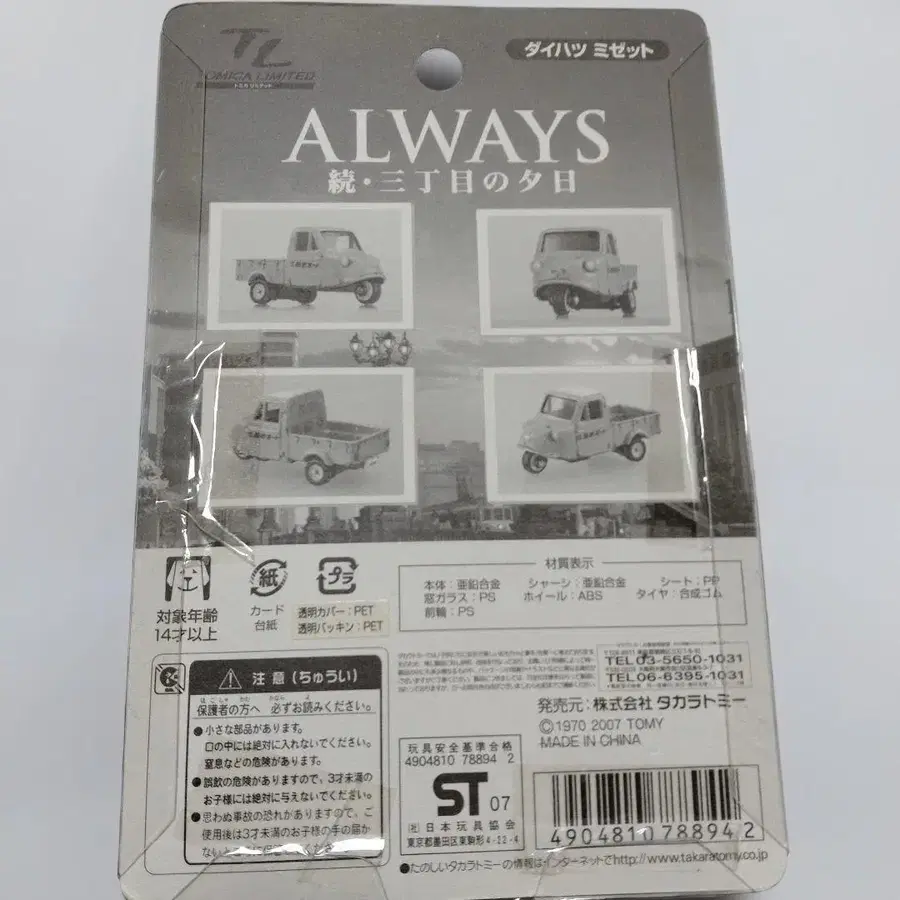 TL
TOMICA LIMITED
トミカリミテッド
ダイハツ ミゼット
ALWAYS
続・三丁目の夕日
対象年齢
14才以上
紙
カード
台紙
プラ
透明カバー:PET
透明パッキン:PET
材質表示
本体:亜鉛合金 シャーシ:亜鉛合金 シート:PP
窓ガラス:PS ホイール:ABS タイヤ:合成ゴム
前輪:PS
TEL03-5650-1031
TEL06-6395-1031
発売元:株式会社 タカラトミー
©1970 2007 TOMY
MADE IN CHINA
注意(ちゅうい)
保護者の方へ 必ずお読みください。
●小さな部品があります。
口の中には絶対に入れないでください。
窒息などの危険があります。
●誤飲の危険がありますので、3才未満の
お子様には絶対に与えないでください。
●思わぬ事故の恐れがありますので、ご
使用後は3才未満のお子様の手の届か
玩具安全基準合格
4904810 78894 2
ST 07
(社)日本玩具協会
東京都墨田区東駒形4-22-4
4904810788942
●たのしいタカラトミーの情報はインターネットでhttp://www.takaratomy.co.jp